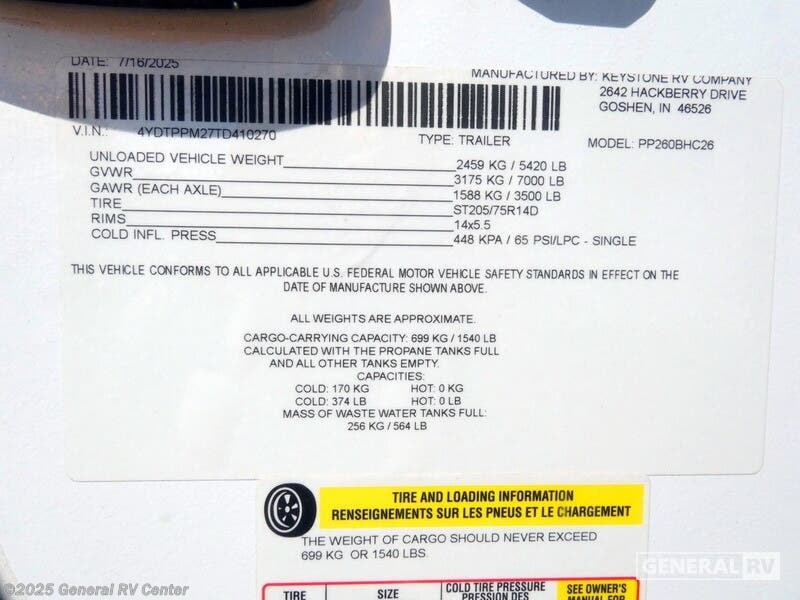 DATE: 7/16/2025
MANUFACTURED BY: KEYSTONE RV COMPANY
2642 HACKBERRY DRIVE
GOSHEN, IN 46526
V.I.N.: 4YDTPPM27TD410270
TYPE: TRAILER
MODEL: PP260BHC26
UNLOADED VEHICLE WEIGHT 2459 KG / 5420 LB
GVWR 3175 KG / 7000 LB
GAWR (EACH AXLE) 1588 KG / 3500 LB
TIRE ST205/75R14D
RIMS 14x5.5
COLD INFL. PRESS 448 KPA / 65 PSI/LPC - SINGLE
THIS VEHICLE CONFORMS TO ALL APPLICABLE U.S. FEDERAL MOTOR VEHICLE SAFETY STANDARDS IN EFFECT ON THE
DATE OF MANUFACTURE SHOWN ABOVE.
ALL WEIGHTS ARE APPROXIMATE.
CARGO-CARRYING CAPACITY: 699 KG / 1540 LB
CALCULATED WITH THE PROPANE TANKS FULL
AND ALL OTHER TANKS EMPTY.
CAPACITIES:
COLD: 170 KG HOT: 0 KG
COLD: 374 LB HOT: 0 LB
MASS OF WASTE WATER TANKS FULL:
256 KG / 564 LB
TIRE AND LOADING INFORMATION
RENSEIGNEMENTS SUR LES PNEUS ET LE CHARGEMENT
THE WEIGHT OF CARGO SHOULD NEVER EXCEED
699 KG OR 1540 LBS.
TIRE SIZE COLD TIRE PRESSURE SEE OWNER'S
PRESSION DES MANUAL FOR
GENERAL RV
©2025 General RV Center